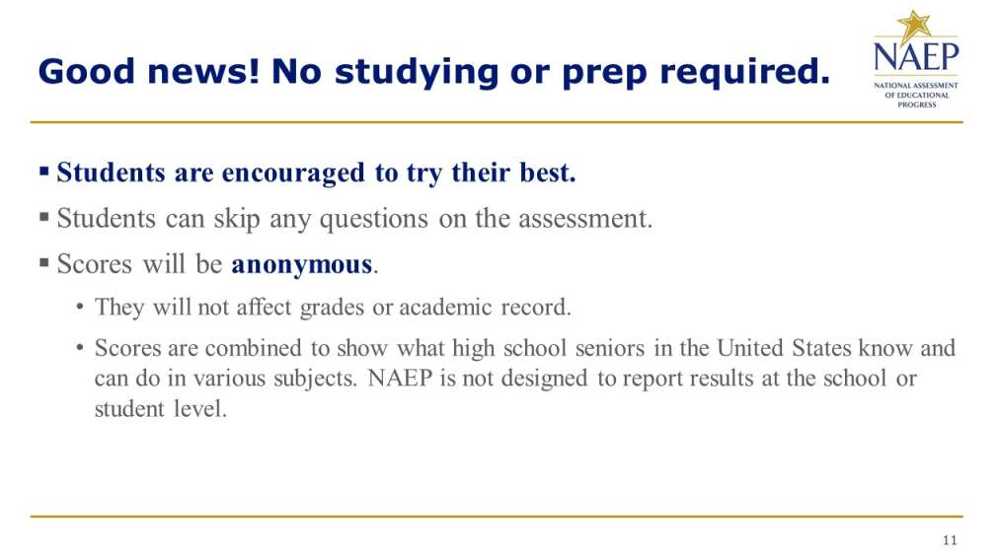 Good news! No studying or prep required.
NAEP
NATIONAL ASSESSMENT
OF EDUCATIONAL
PROGRESS
▪ Students are encouraged to try their best.
▪ Students can skip any questions on the assessment.
▪ Scores will be anonymous.
• They will not affect grades or academic record.
• Scores are combined to show what high school seniors in the United States know and
can do in various subjects. NAEP is not designed to report results at the school or
student level.
11